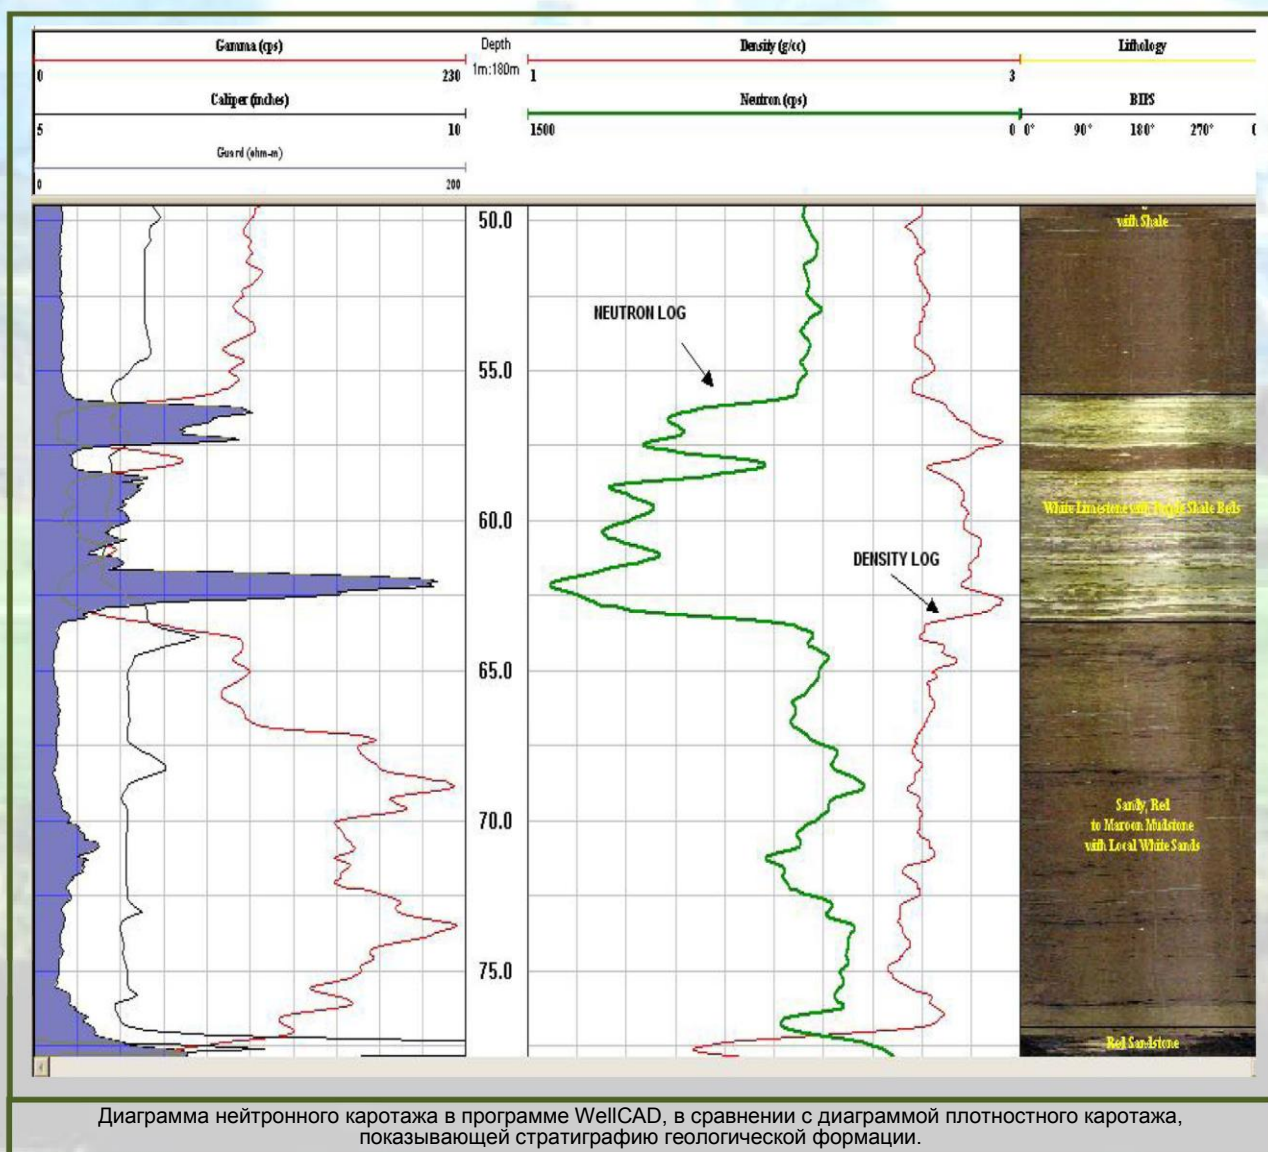 Gamma (cps)
0 230
Caliper (inches)
5 10
Guard (ohm-m)
0 200
Depth
1m:180m
Density (g/cc)
1 3
Neutron (cps)
1500 0
Lithology
BIPS
0° 90° 180° 270°
50.0
55.0
60.0
65.0
70.0
75.0
NEUTRON LOG
DENSITY LOG
with Shale
White Limestone with Purple Shale Beds
Sandy, Red
to Maroon Mudstone
with Local White Sands
Red Sandstone
Диаграмма нейтронного каротажа в программе WellCAD, в сравнении с диаграммой плотностного каротажа,
показывающей стратиграфию геологической формации.